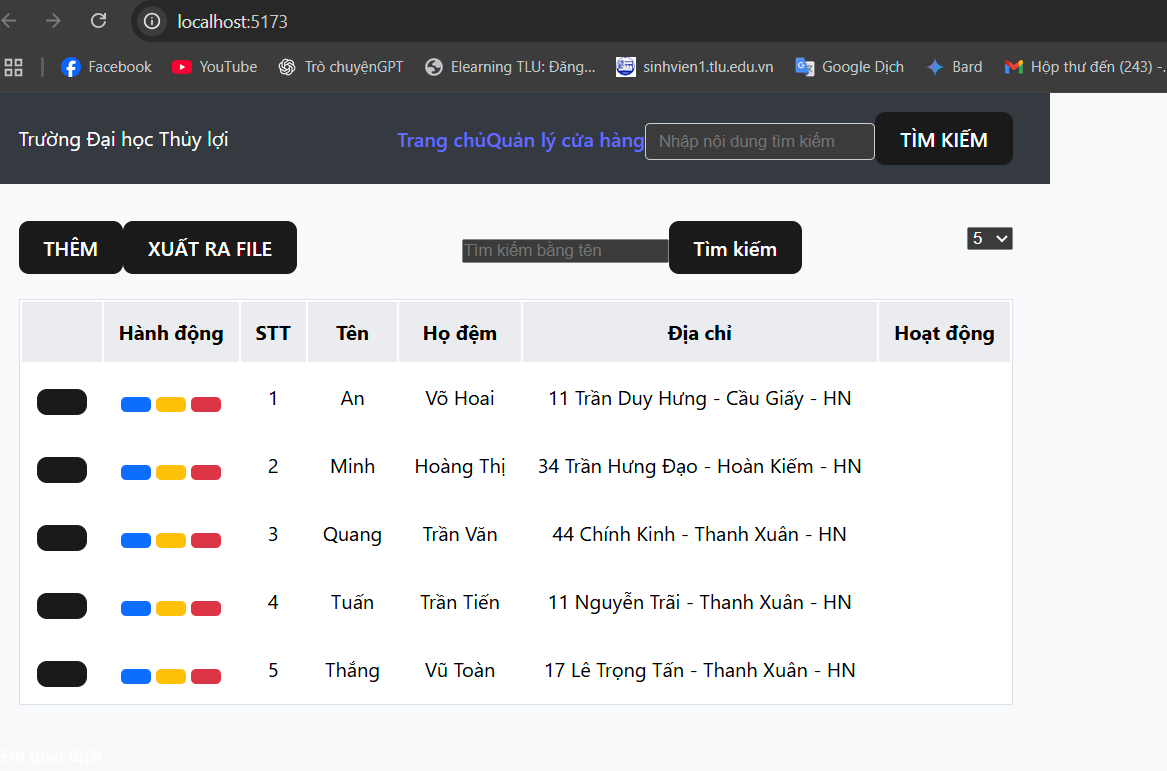 localhost:5173
Facebook YouTube Trò chuyệnGPT Elearning TLU: Đăng... sinhvien1.tlu.edu.vn Google Dịch Bard Hộp thư đến (243) -...
Trường Đại học Thủy lợi Trang chủQuản lý cửa hàng Nhập nội dung tìm kiếm TÌM KIẾM
THÊM XUẤT RA FILE Tìm kiếm bằng tên Tìm kiếm 5
Hành động STT Tên Họ đệm Địa chỉ Hoạt động
1 An Võ Hoai 11 Trần Duy Hưng - Cầu Giấy - HN
2 Minh Hoàng Thị 34 Trần Hưng Đạo - Hoàn Kiếm - HN
3 Quang Trần Văn 44 Chính Kinh - Thanh Xuân - HN
4 Tuấn Trần Tiến 11 Nguyễn Trãi - Thanh Xuân - HN
5 Thắng Vũ Toàn 17 Lê Trọng Tấn - Thanh Xuân - HN
êm giao dịch